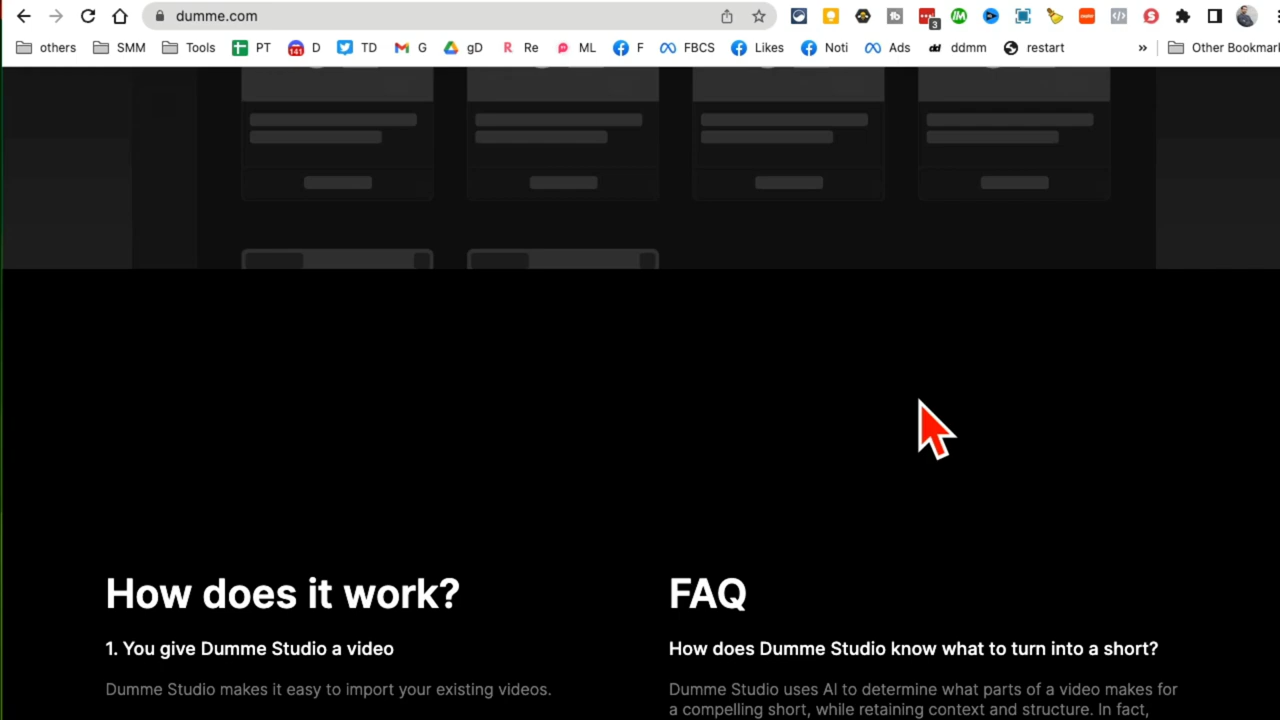 dumme.com
others SMM Tools PT D TD G gD Re ML F FBCS Likes Noti Ads ddmm restart » Other Bookmar
141
3
How does it work?
1. You give Dumme Studio a video
Dumme Studio makes it easy to import your existing videos.
FAQ
How does Dumme Studio know what to turn into a short?
Dumme Studio uses AI to determine what parts of a video makes for
a compelling short, while retaining context and structure. In fact,